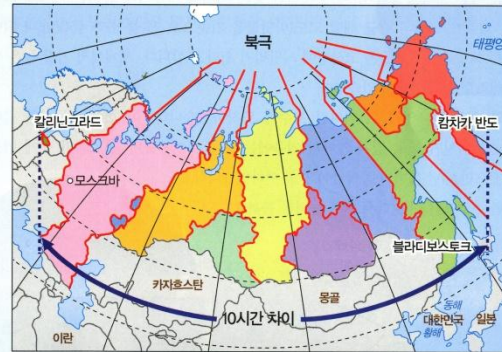 북극
태평양
칼리닌그라드
캄차카 반도
모스크바
블라디보스토크
카자흐스탄
몽골
10시간 차이
이란
동해
대한민국
일본
황해